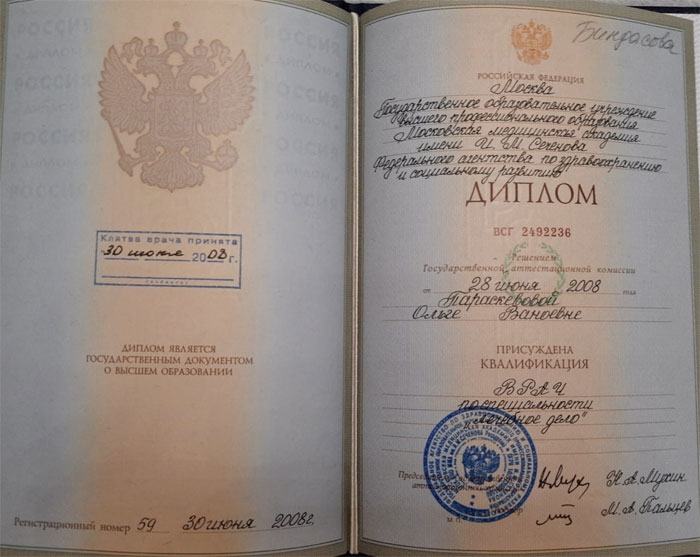 Клятва врача принята
30 июня 2008 г.
ДИПЛОМ ЯВЛЯЕТСЯ
ГОСУДАРСТВЕННЫМ ДОКУМЕНТОМ
О ВЫСШЕМ ОБРАЗОВАНИИ
Регистрационный номер 59 30 июня 2008г.
РОССИЙСКАЯ ФЕДЕРАЦИЯ
Москва
Государственное образовательное учреждение
высшего профессионального образования
Московская медицинская академия
имени И. М. Сеченова
Федерального агентства по здравоохранению
и социальному развитию
ДИПЛОМ
ВСГ 2492236
Решением
Государственной аттестационной комиссии
от 28 июня 2008 года
Параскевовой
Ольге Ваноевне
ПРИСУЖДЕНА
КВАЛИФИКАЦИЯ
ВРАЧ
по специальности
"Лечебное дело"
Н.А. Мухин
М.П.
М.А. Пальцев